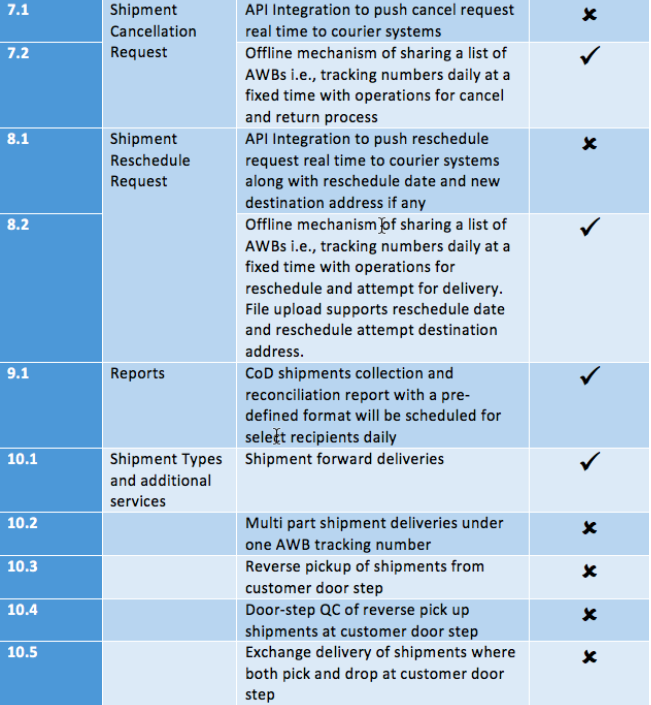 7.1 Shipment API Integration to push cancel request
Cancellation real time to courier systems
7.2 Request Offline mechanism of sharing a list of
AWBs i.e., tracking numbers daily at a
fixed time with operations for cancel
and return process
8.1 Shipment API Integration to push reschedule
Reschedule request real time to courier systems
Request along with reschedule date and new
destination address if any
8.2 Offline mechanism of sharing a list of
AWBs i.e., tracking numbers daily at a
fixed time with operations for
reschedule and attempt for delivery.
File upload supports reschedule date
and reschedule attempt destination
address.
9.1 Reports CoD shipments collection and
reconciliation report with a pre-
defined format will be scheduled for
select recipients daily
10.1 Shipment Types Shipment forward deliveries
and additional
services
10.2 Multi part shipment deliveries under
one AWB tracking number
10.3 Reverse pickup of shipments from
customer door step
10.4 Door-step QC of reverse pick up
shipments at customer door step
10.5 Exchange delivery of shipments where
both pick and drop at customer door
step